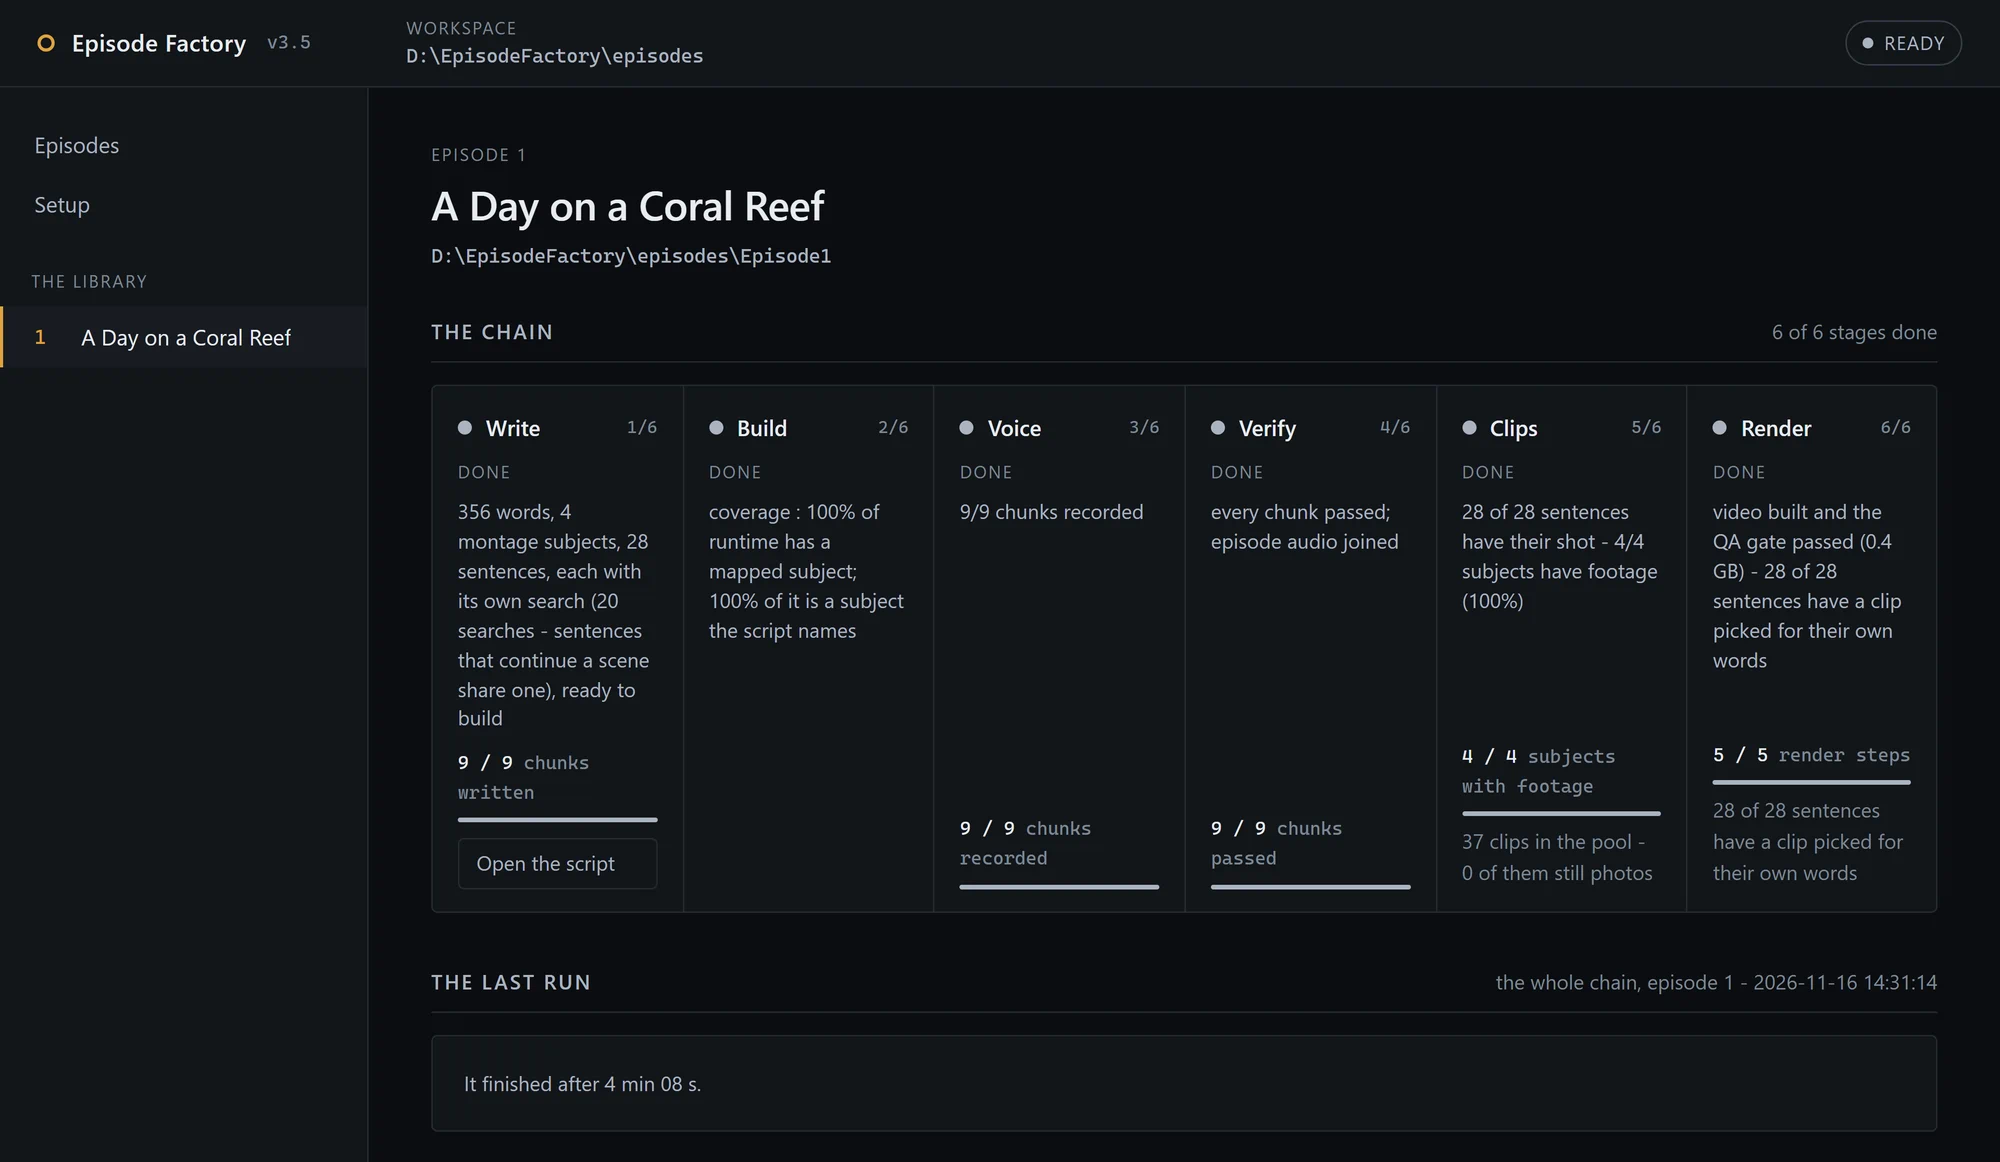 Episode Factory v3.5
WORKSPACE
D:\EpisodeFactory\episodes
READY
Episodes
Setup
THE LIBRARY
1 A Day on a Coral Reef
EPISODE 1
A Day on a Coral Reef
D:\EpisodeFactory\episodes\Episode1
THE CHAIN
6 of 6 stages done
Write 1/6
DONE
356 words, 4
montage subjects, 28
sentences, each with
its own search (20
searches - sentences
that continue a scene
share one), ready to
build
9 / 9 chunks
written
Open the script
Build 2/6
DONE
coverage : 100% of
runtime has a
mapped subject;
100% of it is a subject
the script names
Voice 3/6
DONE
9/9 chunks recorded
9 / 9 chunks
recorded
Verify 4/6
DONE
every chunk passed;
episode audio joined
9 / 9 chunks
passed
Clips 5/6
DONE
28 of 28 sentences
have their shot - 4/4
subjects have footage
(100%)
4 / 4 subjects
with footage
37 clips in the pool -
0 of them still photos
Render 6/6
DONE
video built and the
QA gate passed (0.4
GB) - 28 of 28
sentences have a clip
picked for their own
words
5 / 5 render steps
28 of 28 sentences
have a clip picked for
their own words
THE LAST RUN
the whole chain, episode 1 - 2026-11-16 14:31:14
It finished after 4 min 08 s.